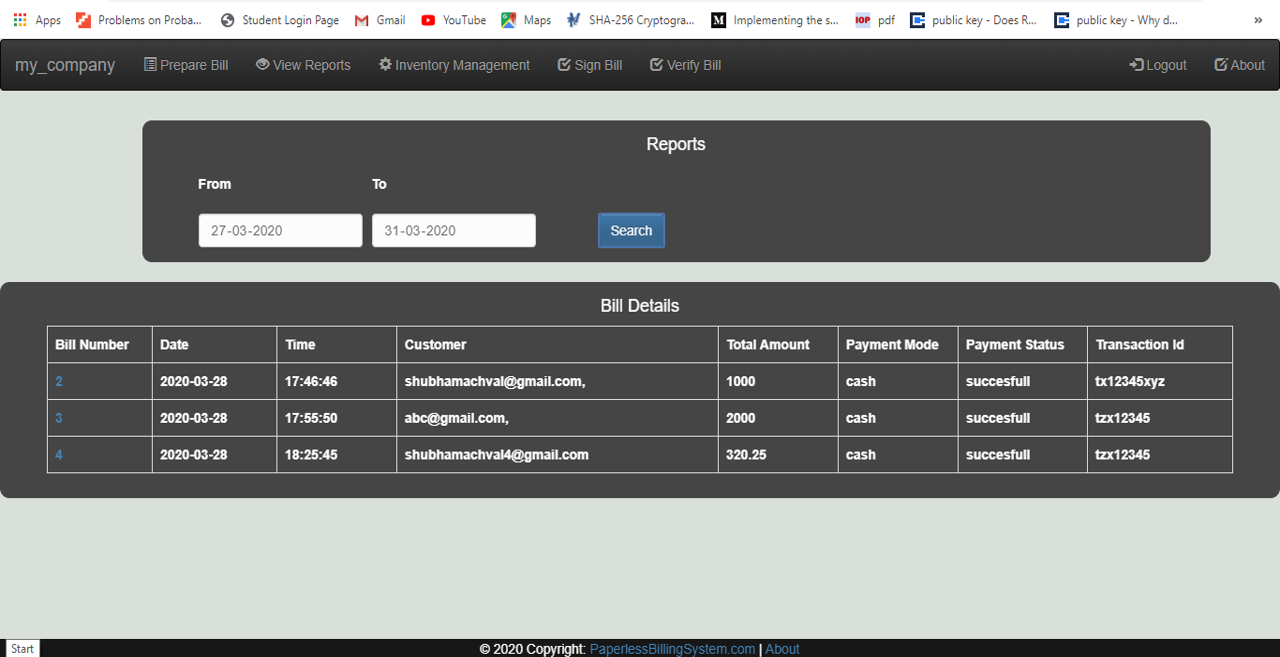 Apps Problems on Proba... Student Login Page Gmail YouTube Maps SHA-256 Cryptogra... M Implementing the s... IOP pdf public key - Does R... public key - Why d... »
my_company Prepare Bill View Reports Inventory Management Sign Bill Verify Bill Logout About
Reports
From To
27-03-2020 31-03-2020 Search
Bill Details
Bill Number Date Time Customer Total Amount Payment Mode Payment Status Transaction Id
2 2020-03-28 17:46:46 shubhamachval@gmail.com, 1000 cash succesfull tx12345xyz
3 2020-03-28 17:55:50 abc@gmail.com, 2000 cash succesfull tzx12345
4 2020-03-28 18:25:45 shubhamachval4@gmail.com 320.25 cash succesfull tzx12345
Start © 2020 Copyright: PaperlessBillingSystem.com | About